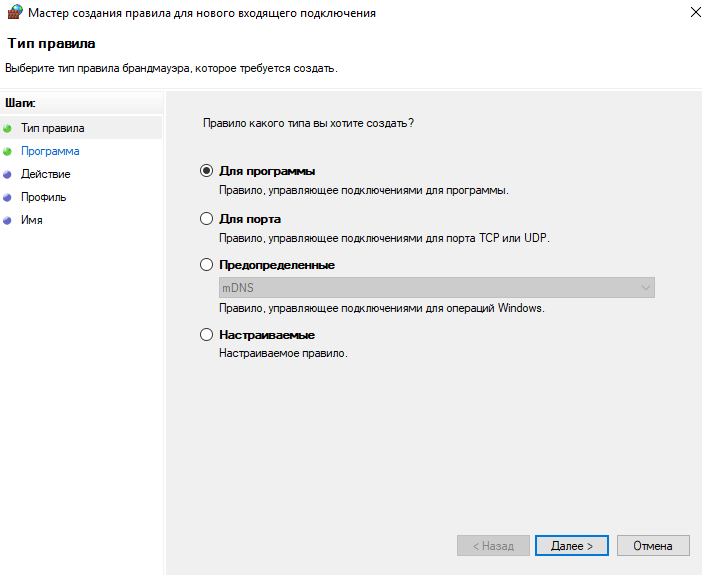 Мастер создания правила для нового входящего подключения
Тип правила
Выберите тип правила брандмауэра, которое требуется создать.
Шаги:
Тип правила
Программа
Действие
Профиль
Имя
Правило какого типа вы хотите создать?
Для программы
Правило, управляющее подключениями для программы.
Для порта
Правило, управляющее подключениями для порта TCP или UDP.
Предопределенные
mDNS
Правило, управляющее подключениями для операций Windows.
Настраиваемые
Настраиваемое правило.
< Назад
Далее >
Отмена